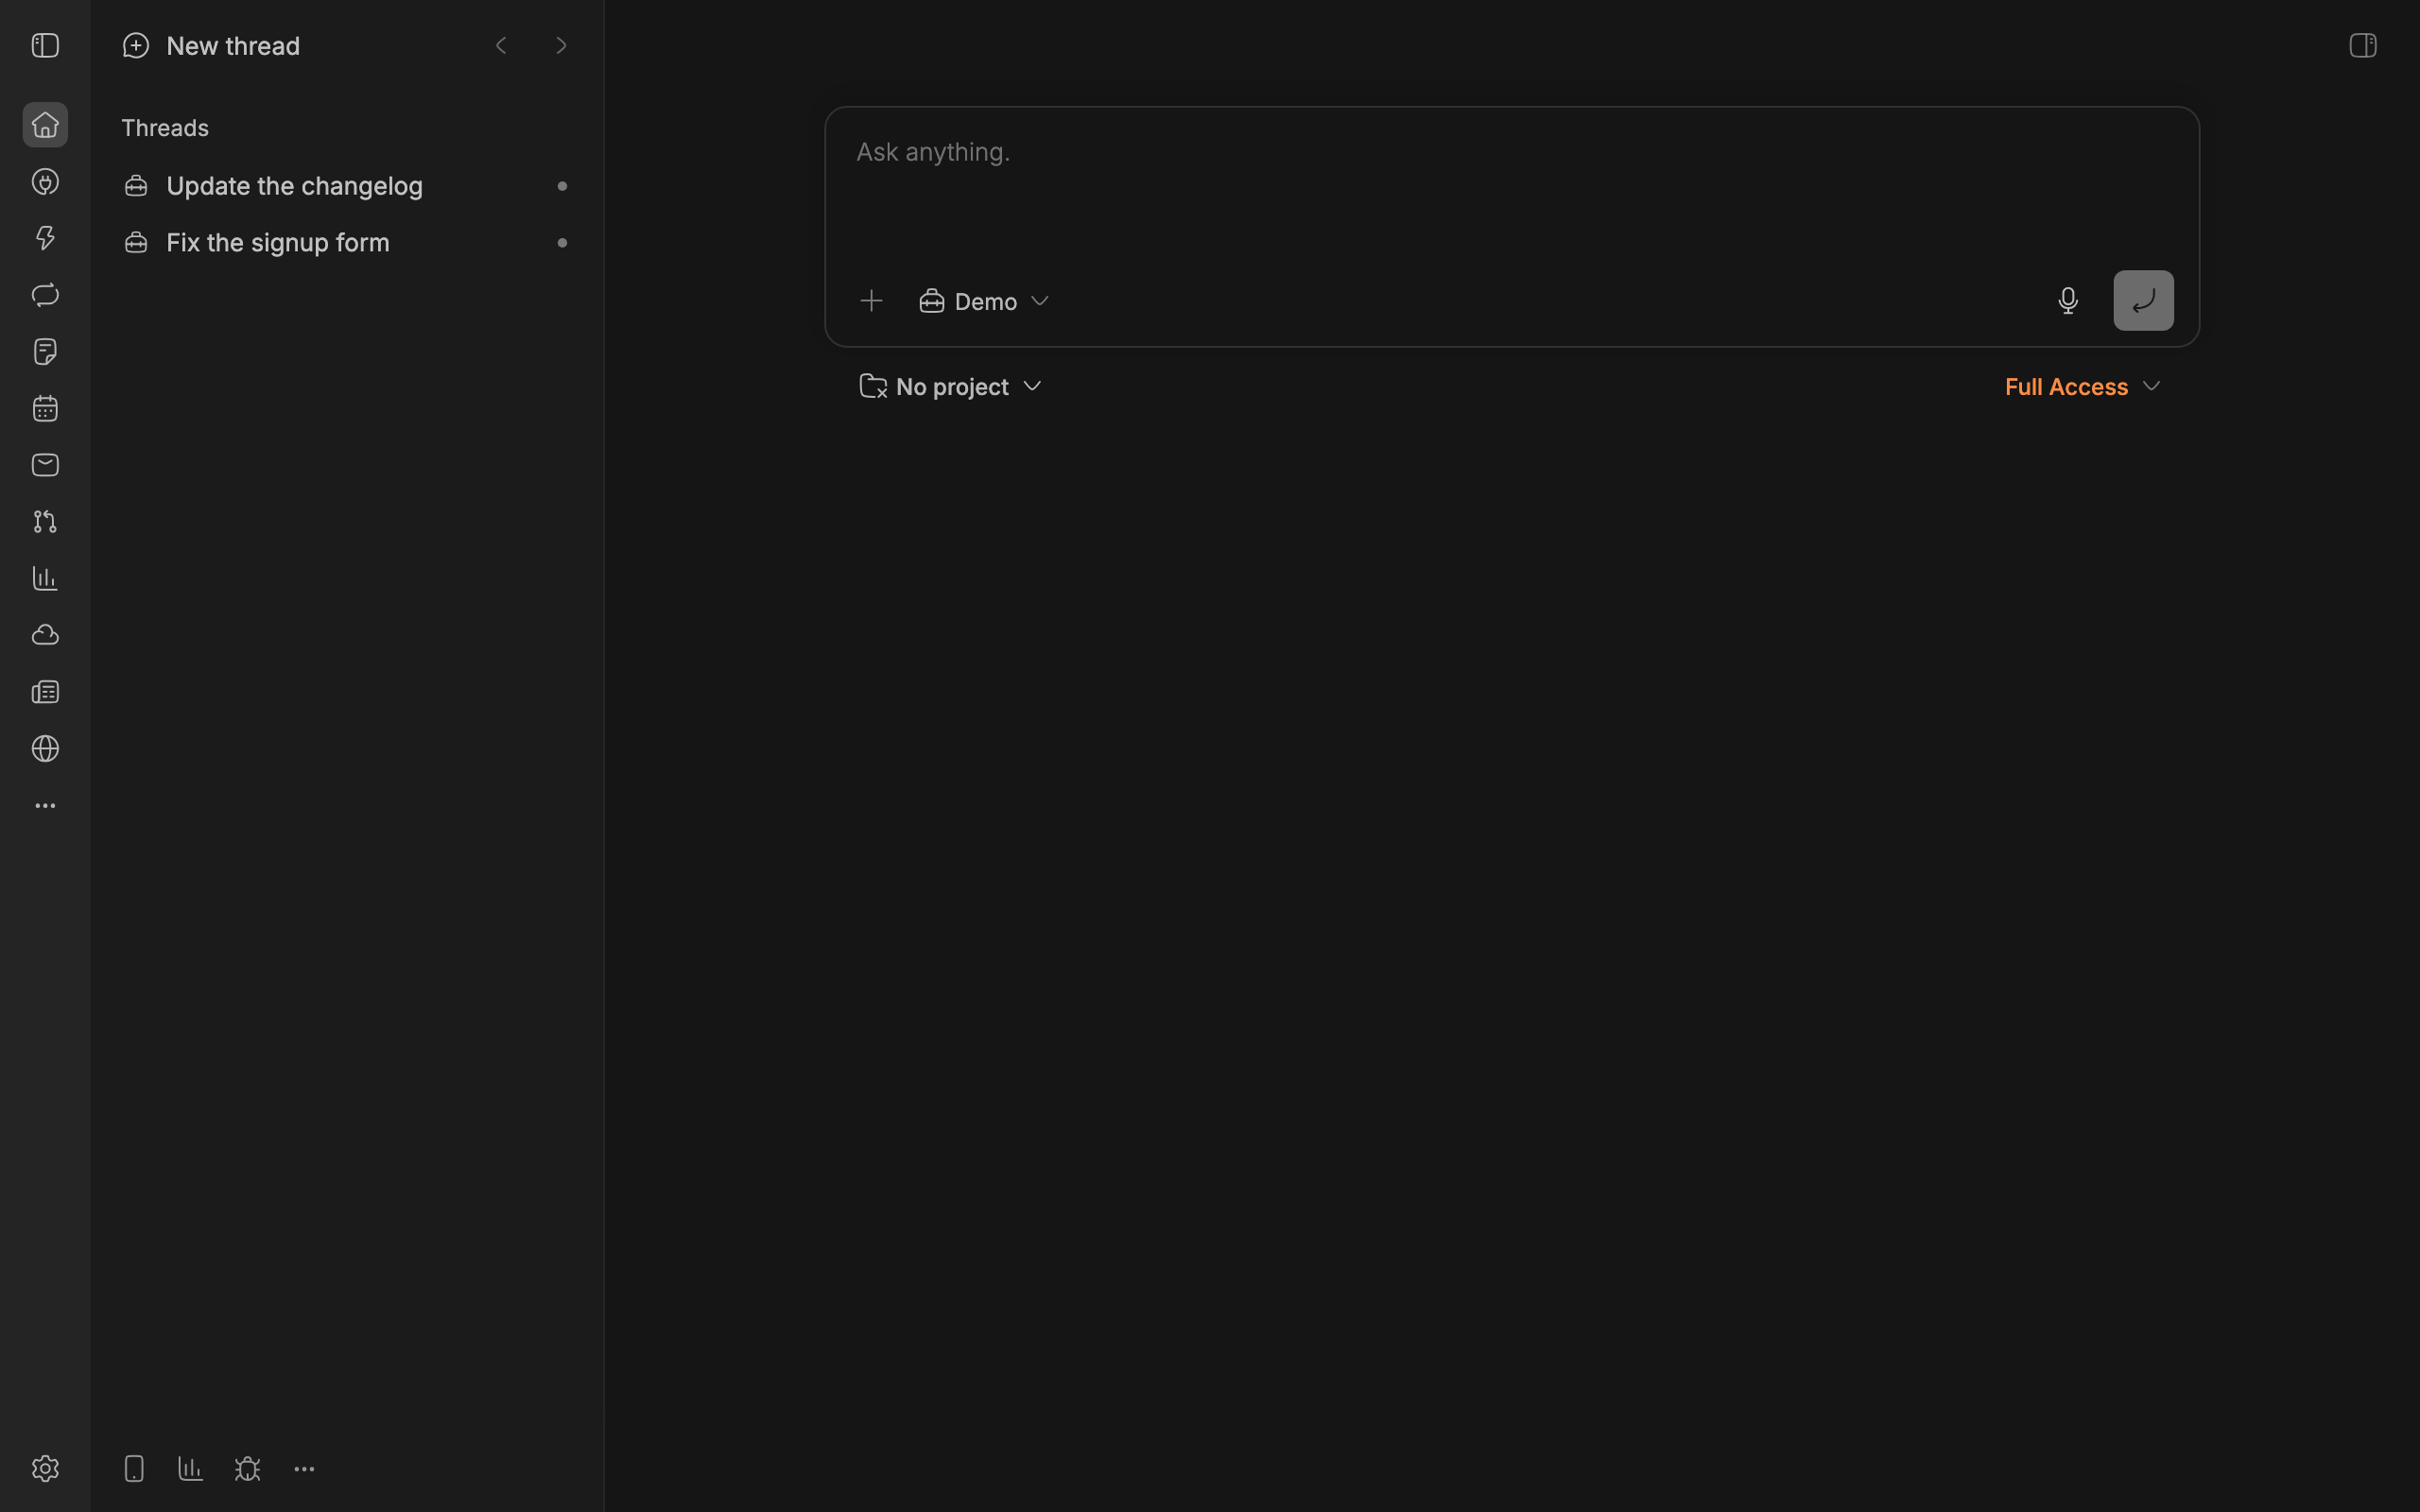 New thread
Threads
Update the changelog
Fix the signup form
Ask anything.
Demo
No project
Full Access